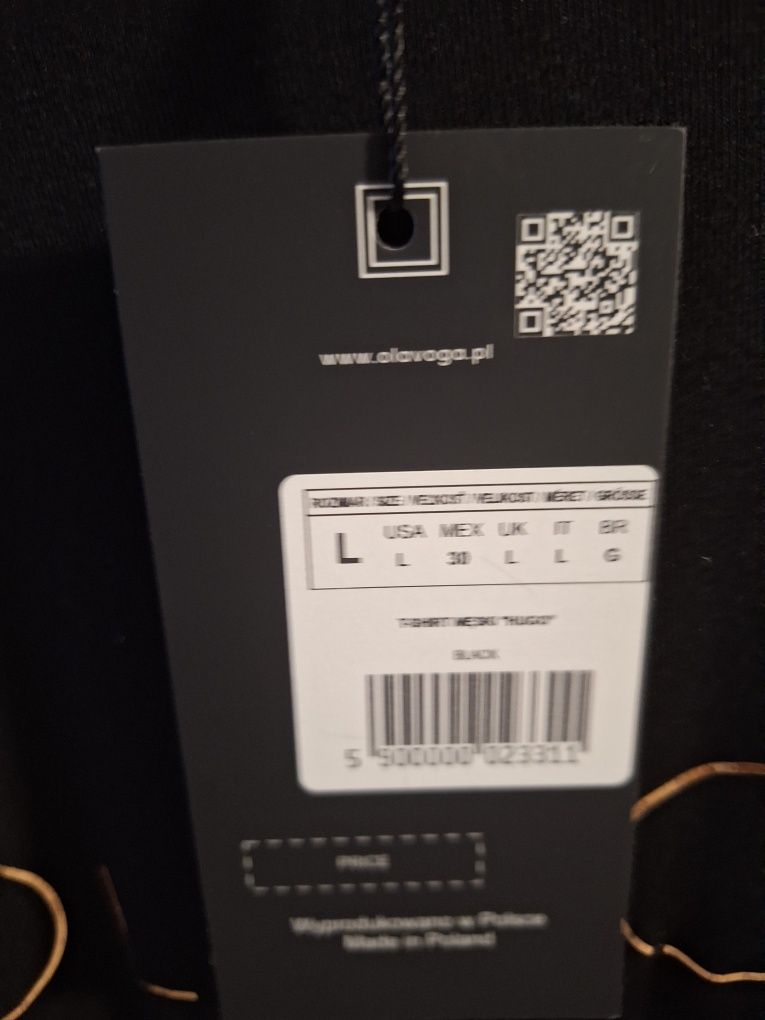 www.olavoga.pl
ROZMIAR / SIZE / VEĽKOSŤ / VELIKOST / MÉRET / GRÖSSE
L
USA MEX UK IT BR
L 30 L L G
T-SHIRT MĘSKI "HUGO"
BLACK
5 900000 023311
PRICE
Wyprodukowano w Polsce
Made in Poland